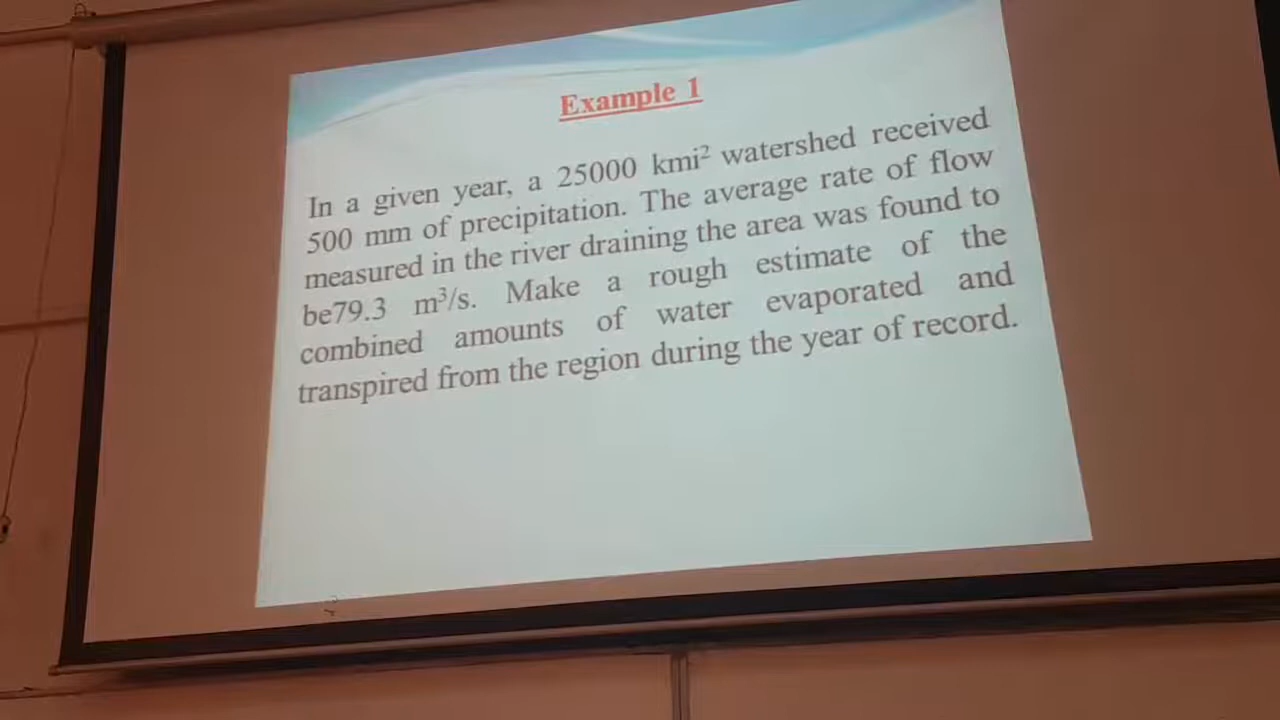 Example 1
In a given year, a 25000 kmi² watershed received
500 mm of precipitation. The average rate of flow
measured in the river draining the area was found to
be79.3 m³/s. Make a rough estimate of the
combined amounts of water evaporated and
transpired from the region during the year of record.